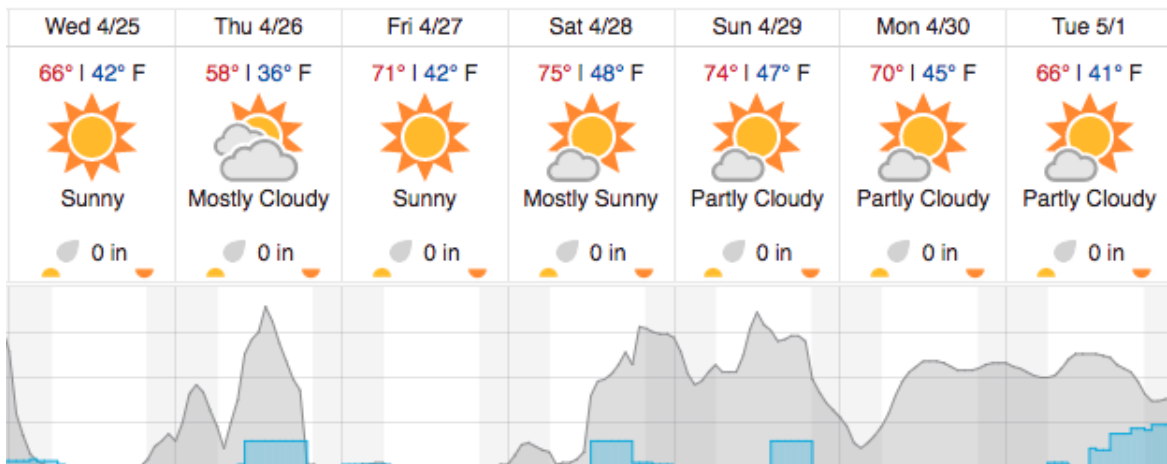 Wed 4/25 Thu 4/26 Fri 4/27 Sat 4/28 Sun 4/29 Mon 4/30 Tue 5/1
66° | 42° F 58° | 36° F 71° | 42° F 75° | 48° F 74° | 47° F 70° | 45° F 66° | 41° F
Sunny Mostly Cloudy Sunny Mostly Sunny Partly Cloudy Partly Cloudy Partly Cloudy
0 in 0 in 0 in 0 in 0 in 0 in 0 in